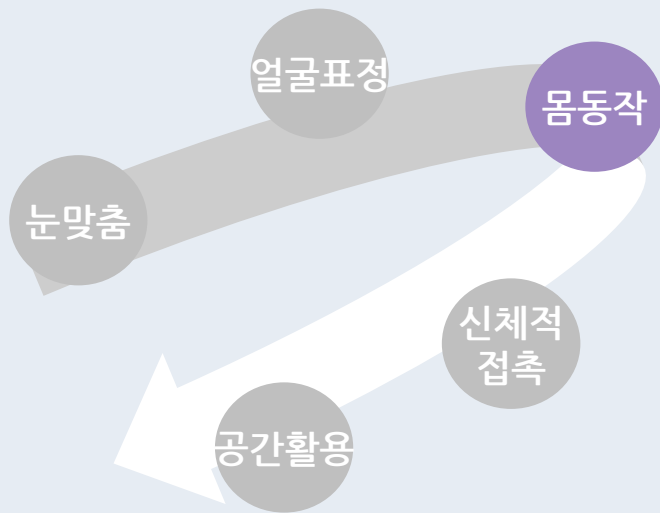 얼굴표정
몸동작
눈맞춤
신체적
접촉
공간활용